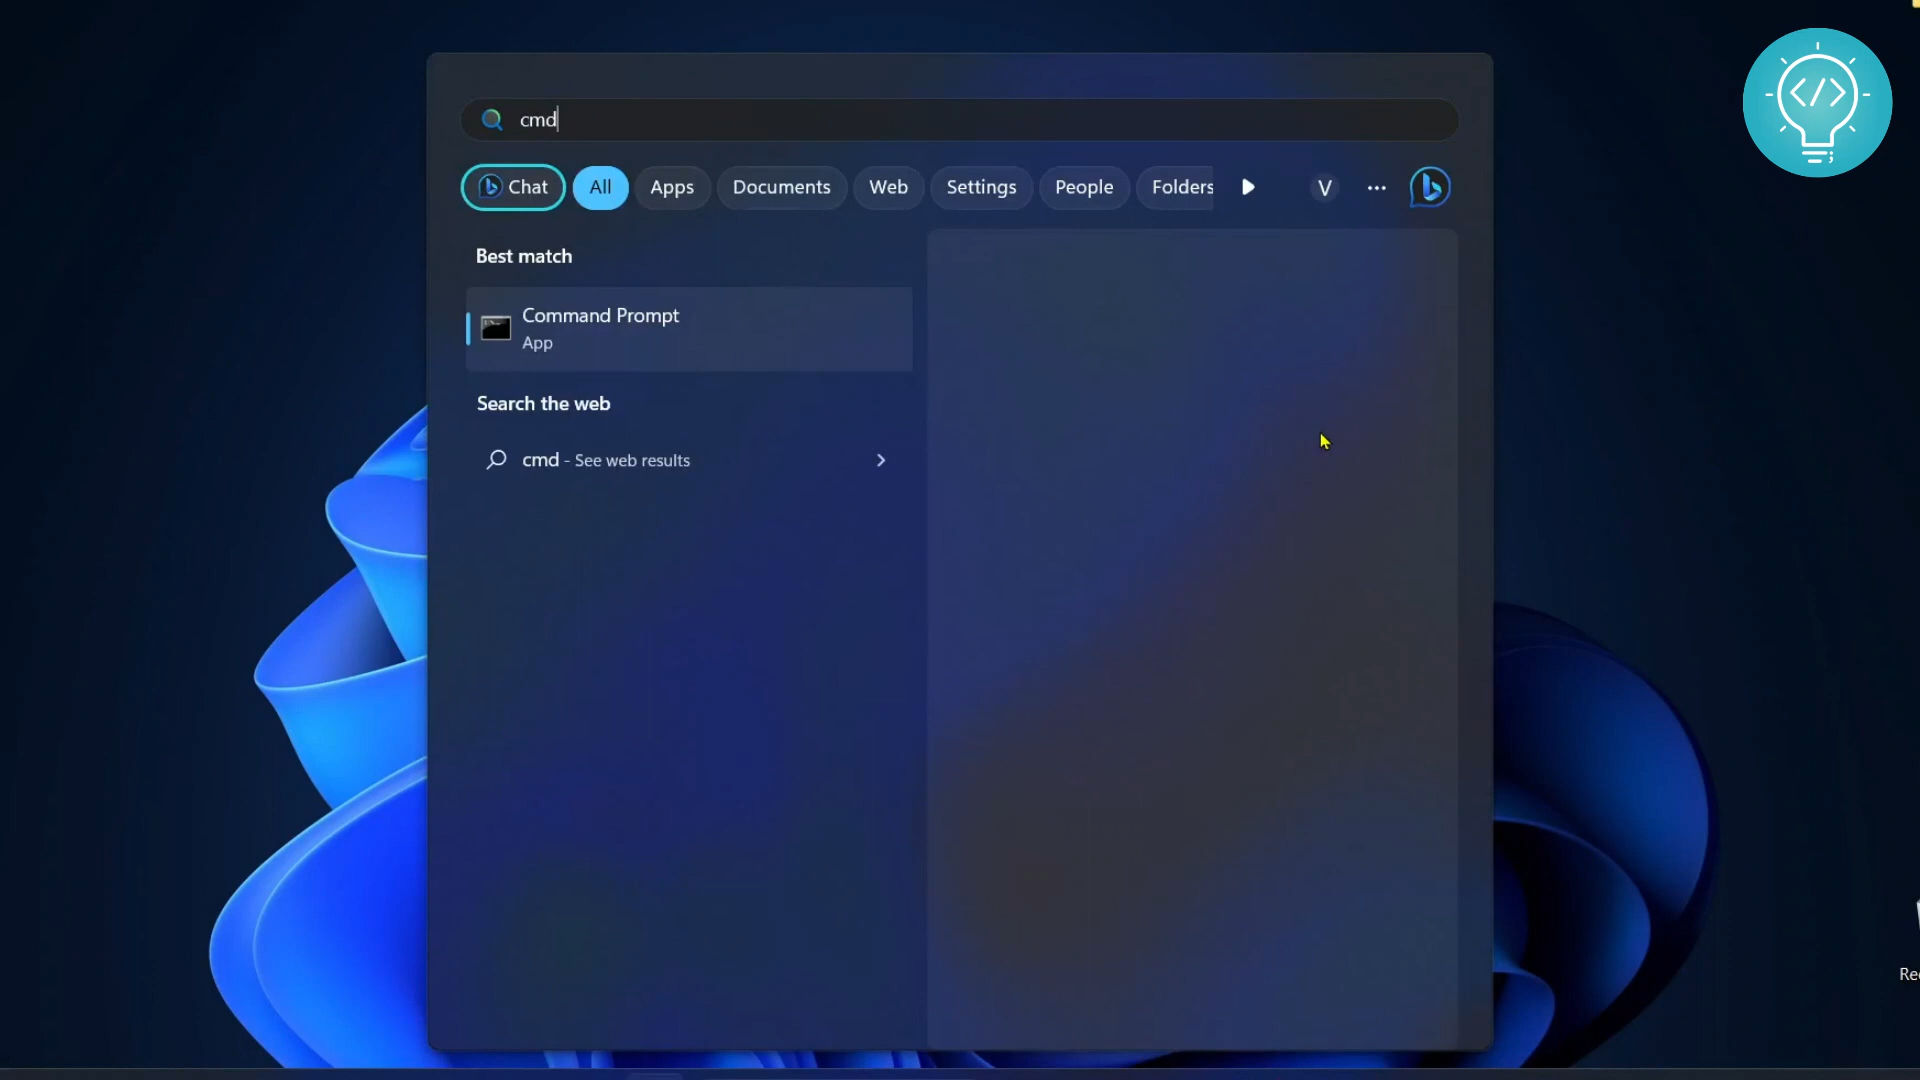 cmd
Chat All Apps Documents Web Settings People Folders V ...
Best match
Command Prompt
App
Search the web
cmd - See web results